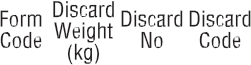 Form Code
Discard Weight (kg)
Discard No
Discard Code